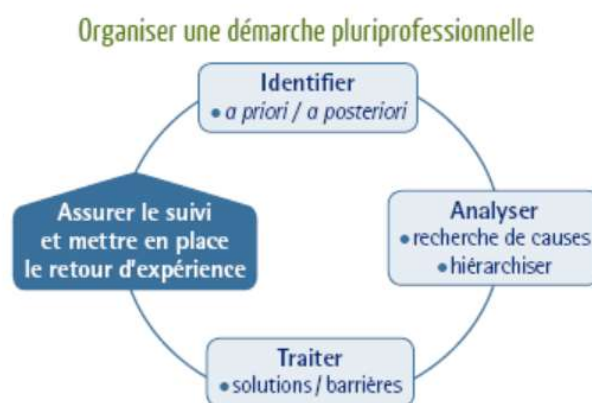 Organiser une démarche pluriprofessionnelle
Identifier
• a priori / a posteriori
Analyser
• recherche de causes
• hiérarchiser
Traiter
• solutions / barrières
Assurer le suivi
et mettre en place
le retour d'expérience